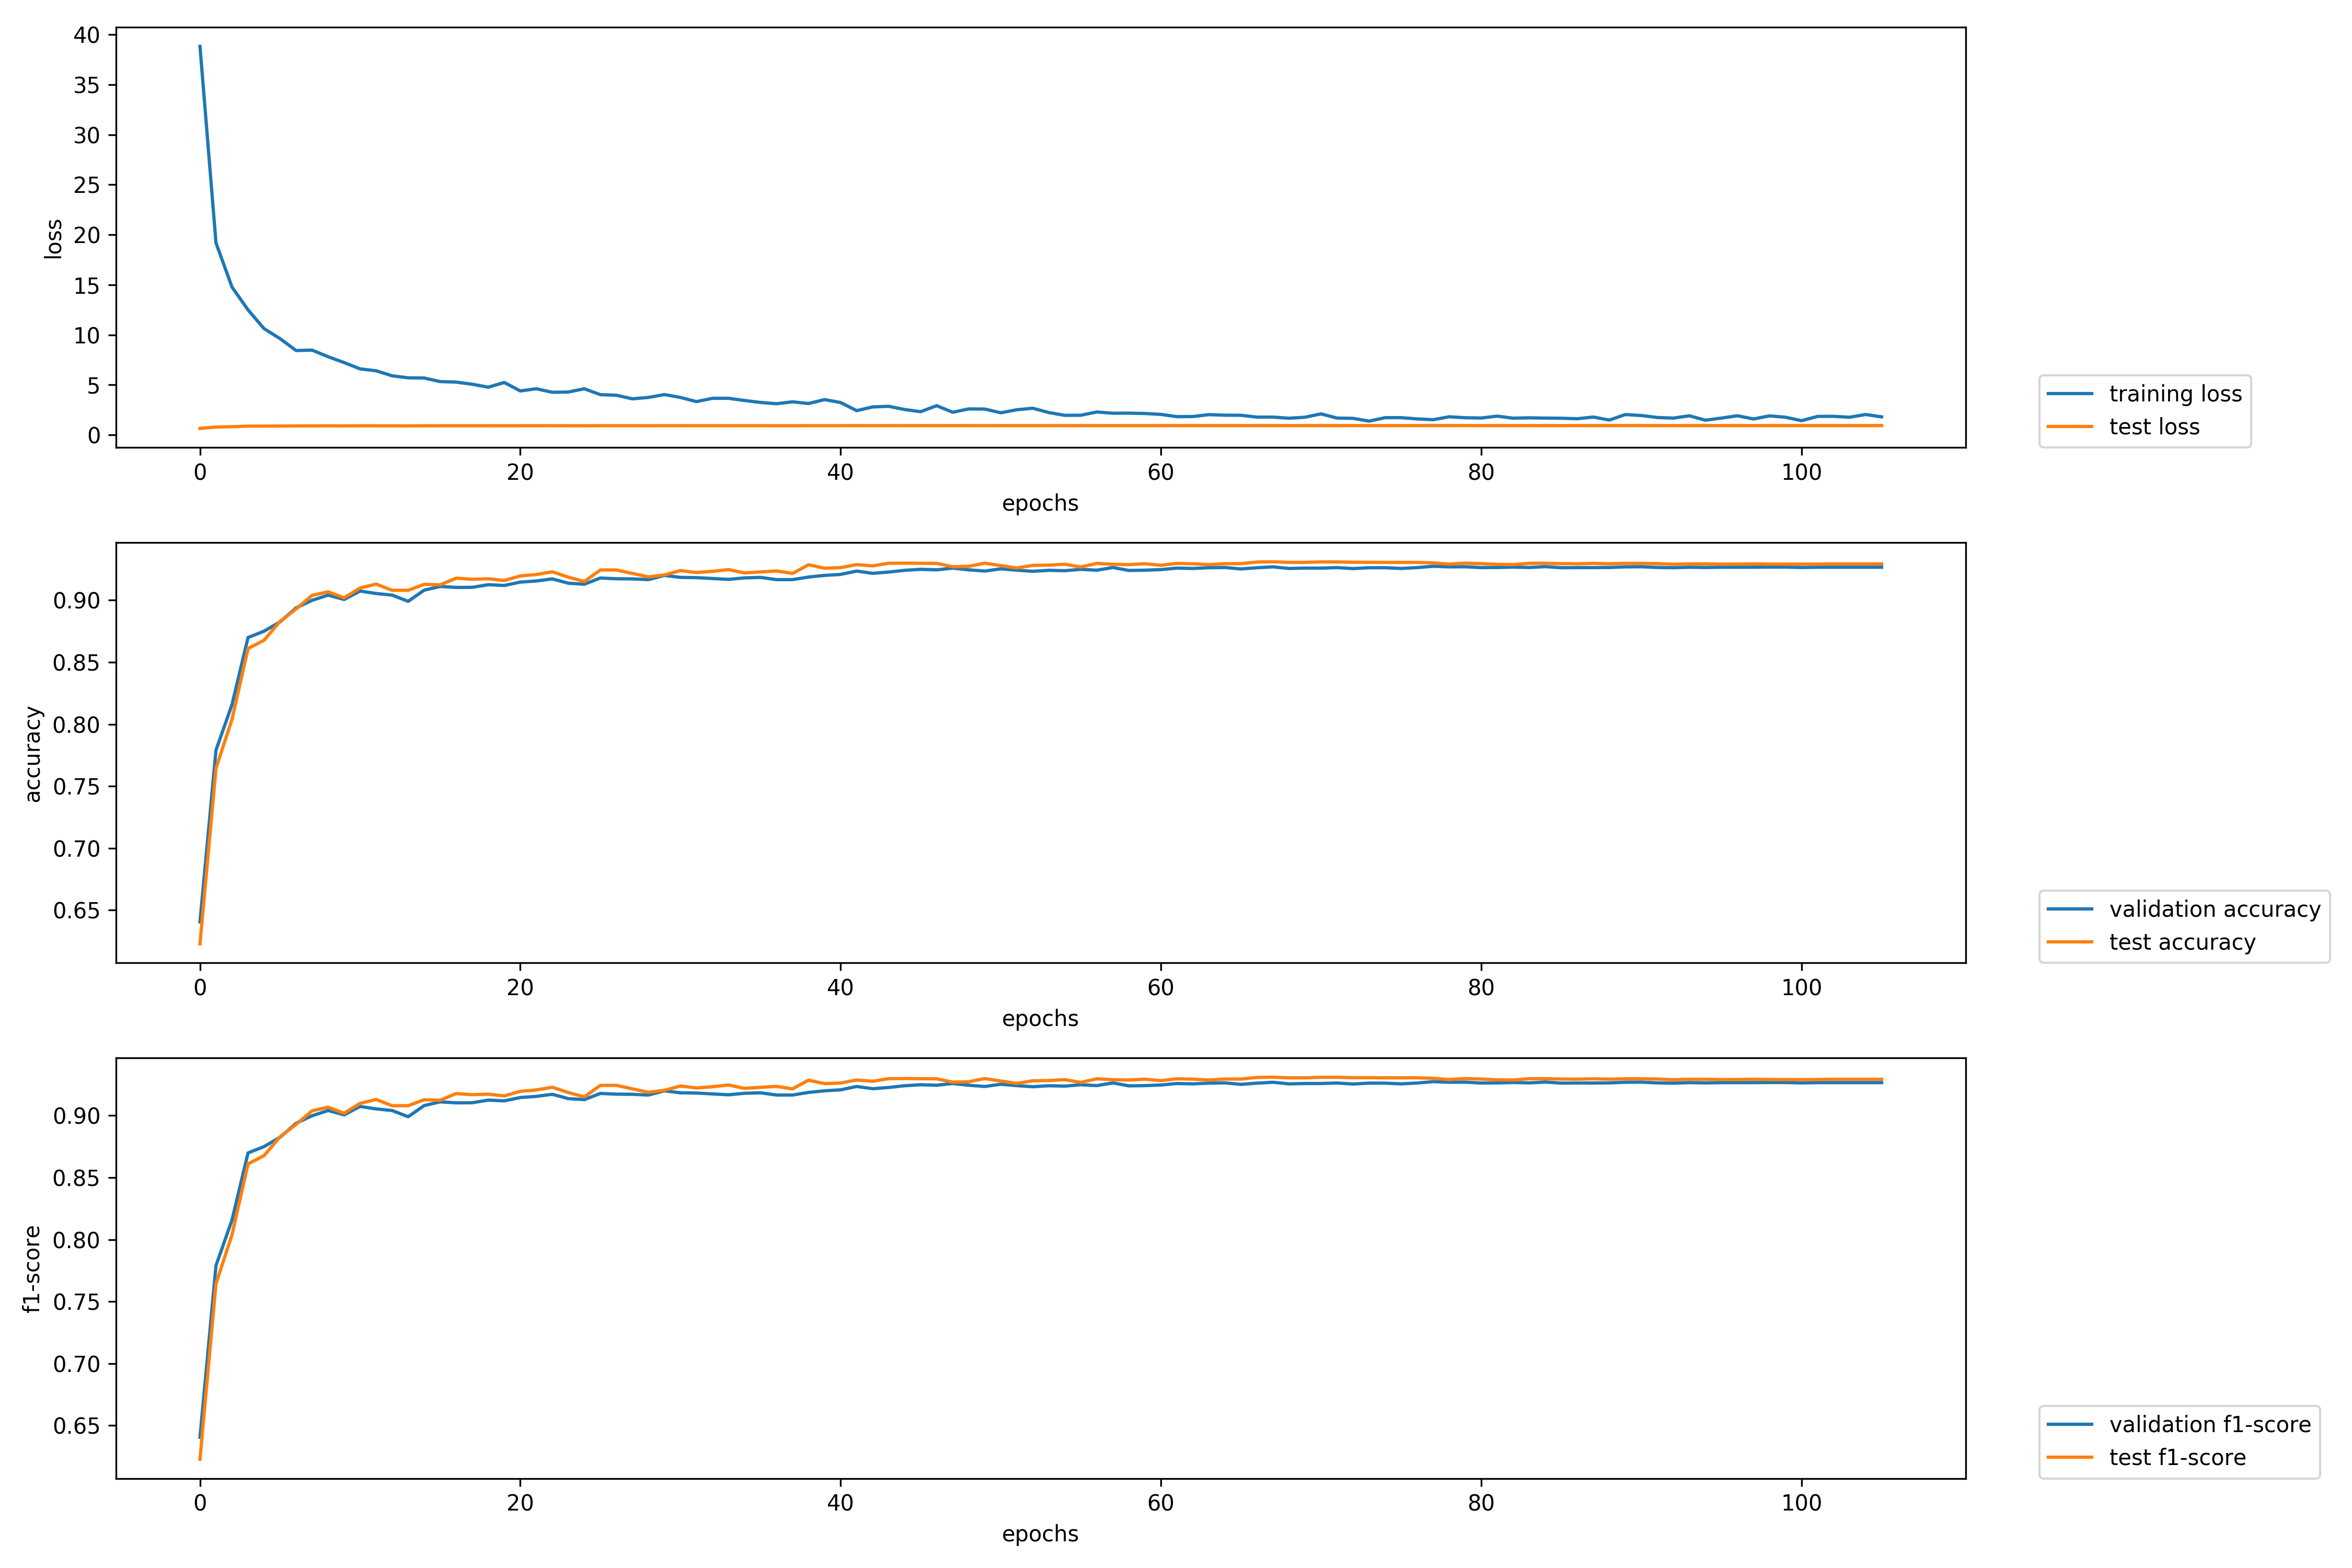 40
35
30
25
20
15
10
5
0
loss
0 20 40 60 80 100
epochs
training loss
test loss
0.90
0.85
0.80
0.75
0.70
0.65
accuracy
0 20 40 60 80 100
epochs
validation accuracy
test accuracy
0.90
0.85
0.80
0.75
0.70
0.65
f1-score
0 20 40 60 80 100
epochs
validation f1-score
test f1-score